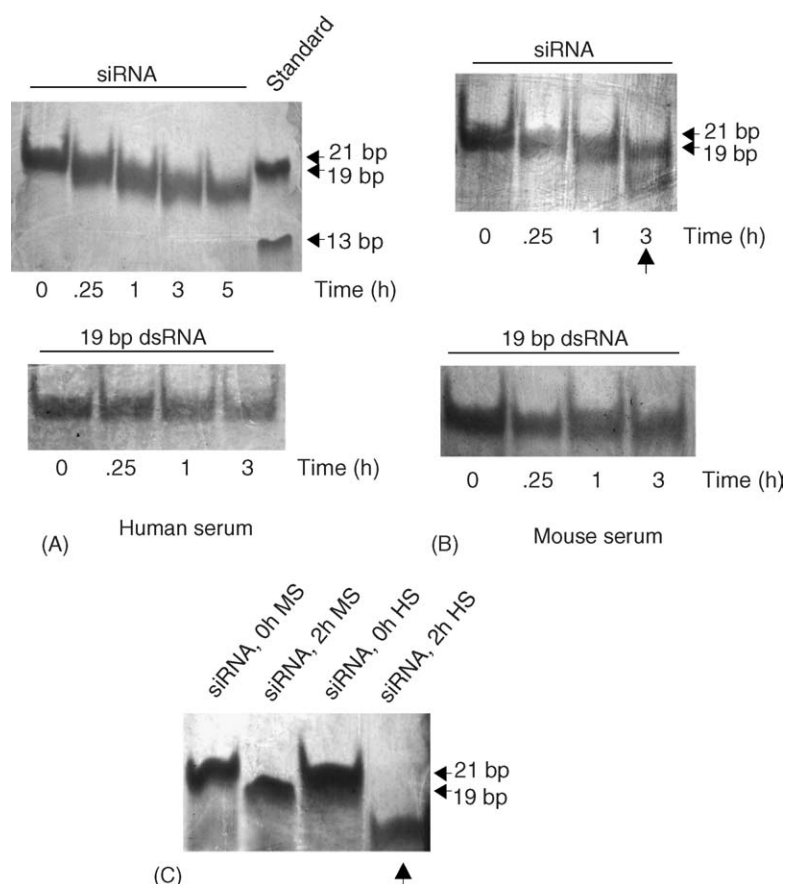 siRNA
Standard
21 bp
19 bp
13 bp
0 .25 1 3 5 Time (h)
19 bp dsRNA
0 .25 1 3 Time (h)
(A) Human serum
siRNA
21 bp
19 bp
0 .25 1 3 Time (h)
19 bp dsRNA
0 .25 1 3 Time (h)
(B) Mouse serum
siRNA, 0h MS
siRNA, 2h MS
siRNA, 0h HS
siRNA, 2h HS
21 bp
19 bp
(C)